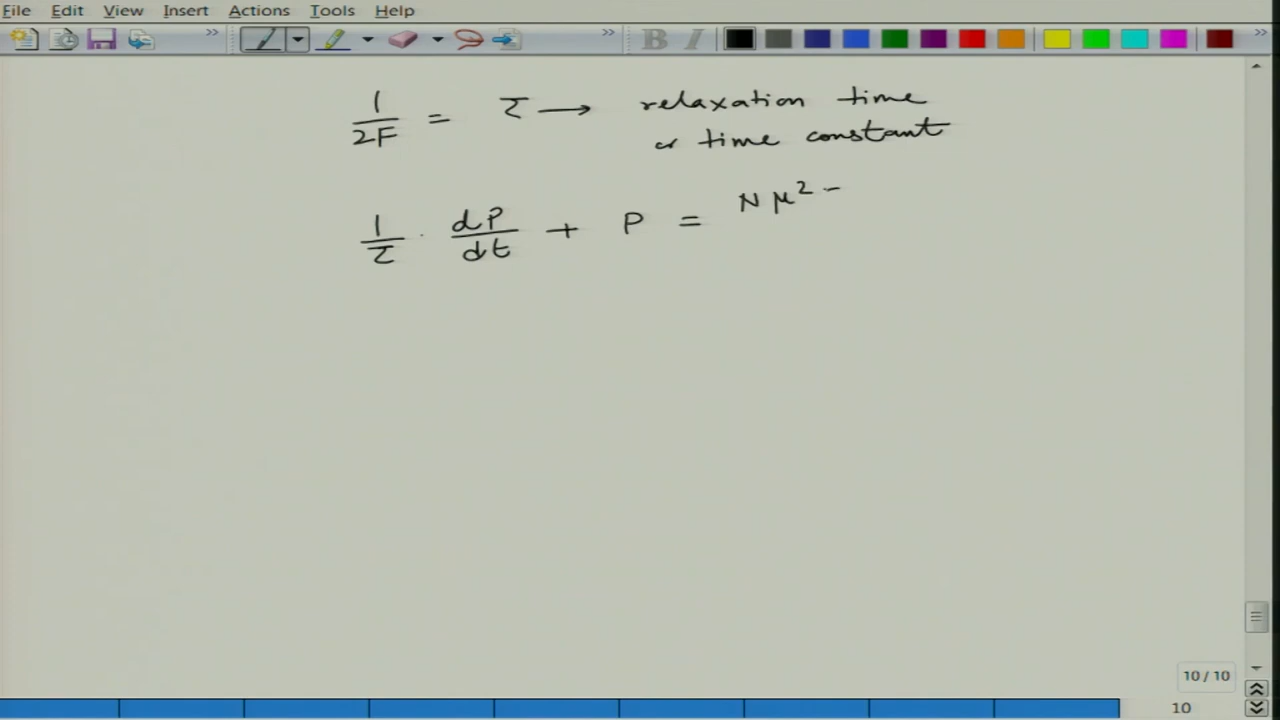 File Edit View Insert Actions Tools Help
B I
1/2F = τ → relaxation time
or time constant
1/τ · dP/dt + P = Nμ² -
10 / 10
10